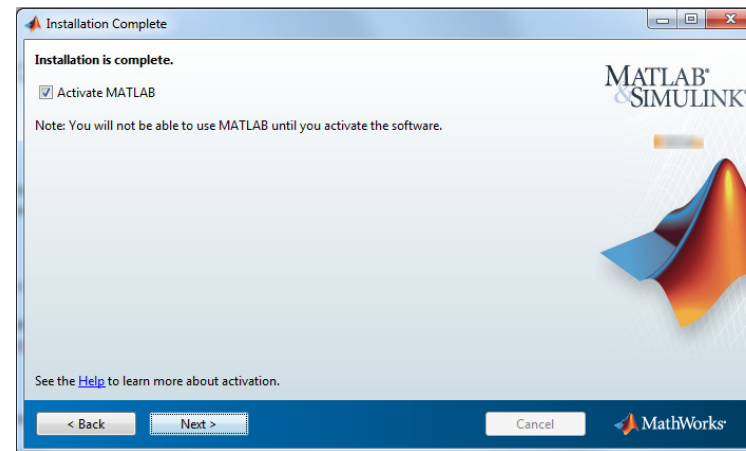 Installation Complete
Installation is complete.
Activate MATLAB
Note: You will not be able to use MATLAB until you activate the software.
MATLAB®
&SIMULINK®
See the Help to learn more about activation.
< Back
Next >
Cancel
MathWorks®